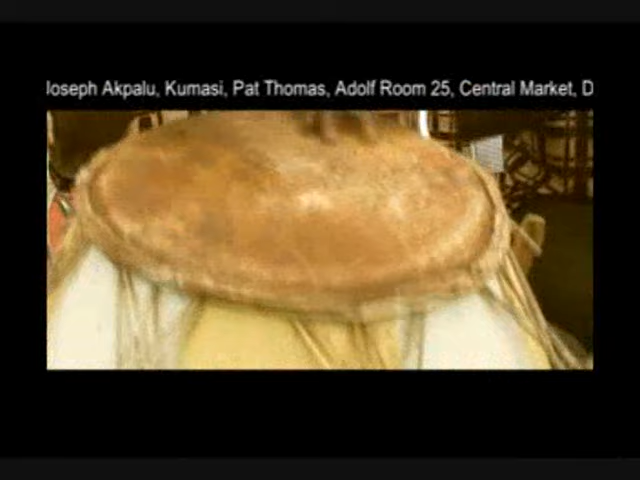 Joseph Akpalu, Kumasi, Pat Thomas, Adolf Room 25, Central Market, D